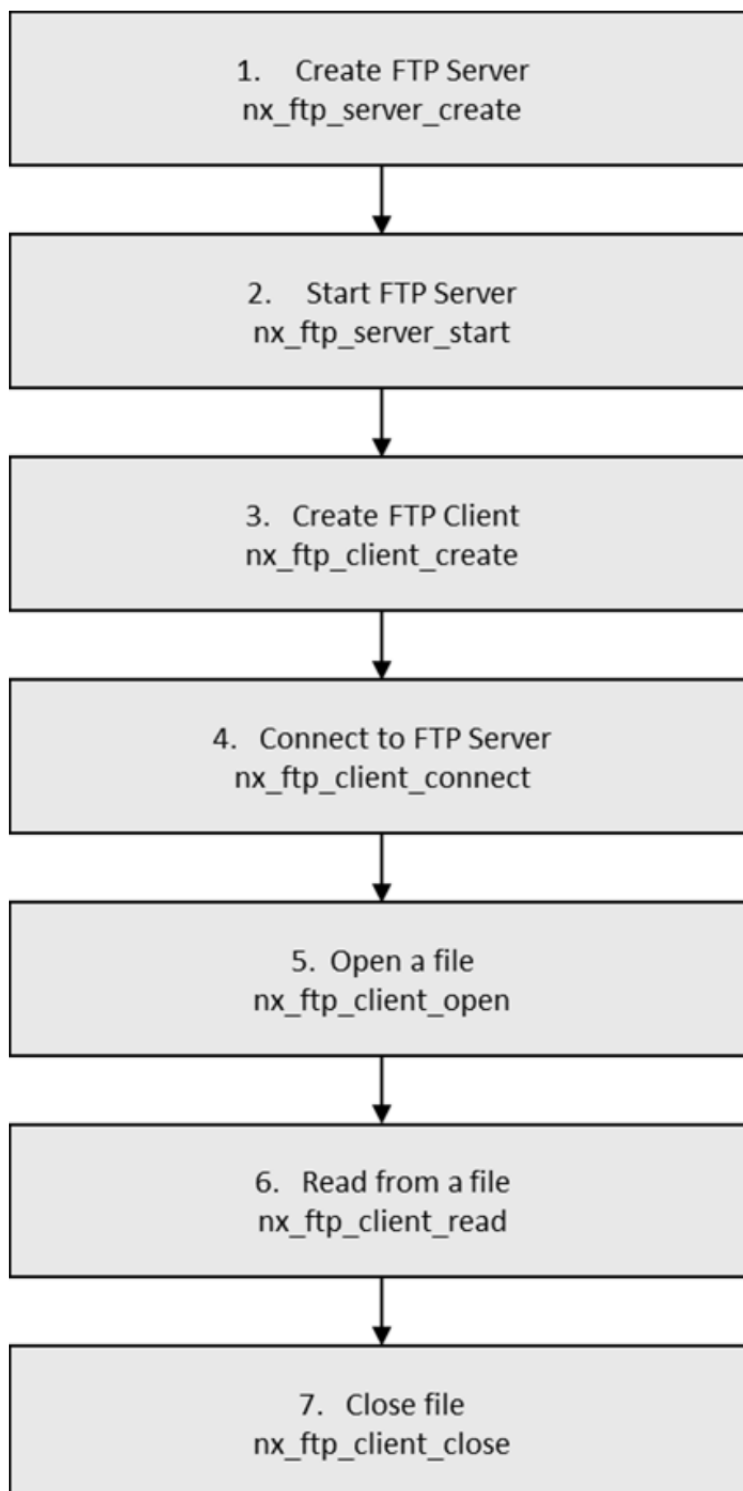 1. Create FTP Server
nx_ftp_server_create
2. Start FTP Server
nx_ftp_server_start
3. Create FTP Client
nx_ftp_client_create
4. Connect to FTP Server
nx_ftp_client_connect
5. Open a file
nx_ftp_client_open
6. Read from a file
nx_ftp_client_read
7. Close file
nx_ftp_client_close